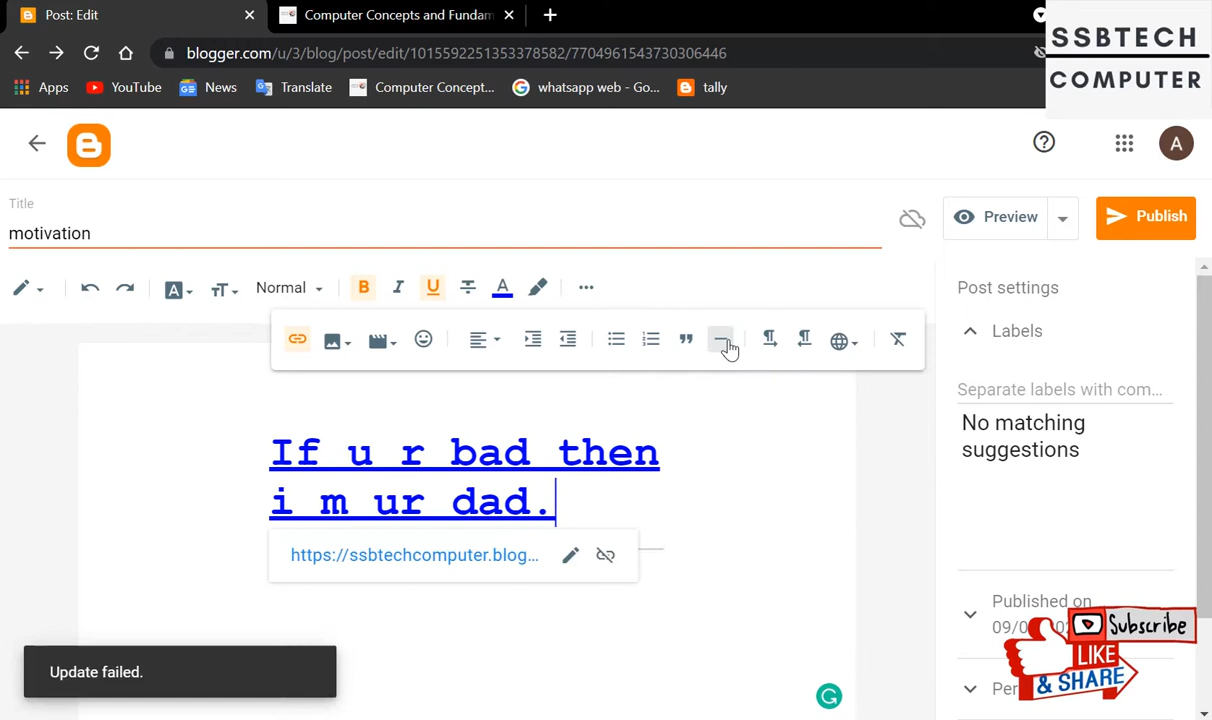 Post: Edit
Computer Concepts and Fundam
blogger.com/u/3/blog/post/edit/1015592251353378582/7704961543730306446
SSBTECH
COMPUTER
Apps
YouTube
News
Translate
Computer Concept...
whatsapp web - Go...
tally
A
Title
motivation
Preview
Publish
Normal
B
I
U
A
Post settings
Labels
Separate labels with com...
No matching
suggestions
If u r bad then
i m ur dad.
https://ssbtechcomputer.blog...
Published on
Subscribe
LIKE
& SHARE
Update failed.